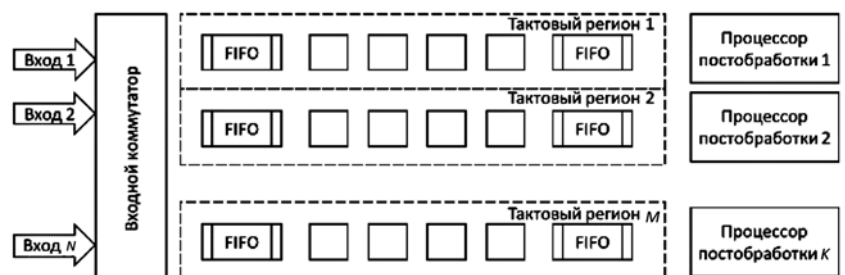 Вход 1
Вход 2
Вход N
Входной коммутатор
Тактовый регион 1
FIFO
FIFO
Процессор
постобработки 1
Тактовый регион 2
FIFO
FIFO
Процессор
постобработки 2
Тактовый регион M
FIFO
FIFO
Процессор
постобработки K